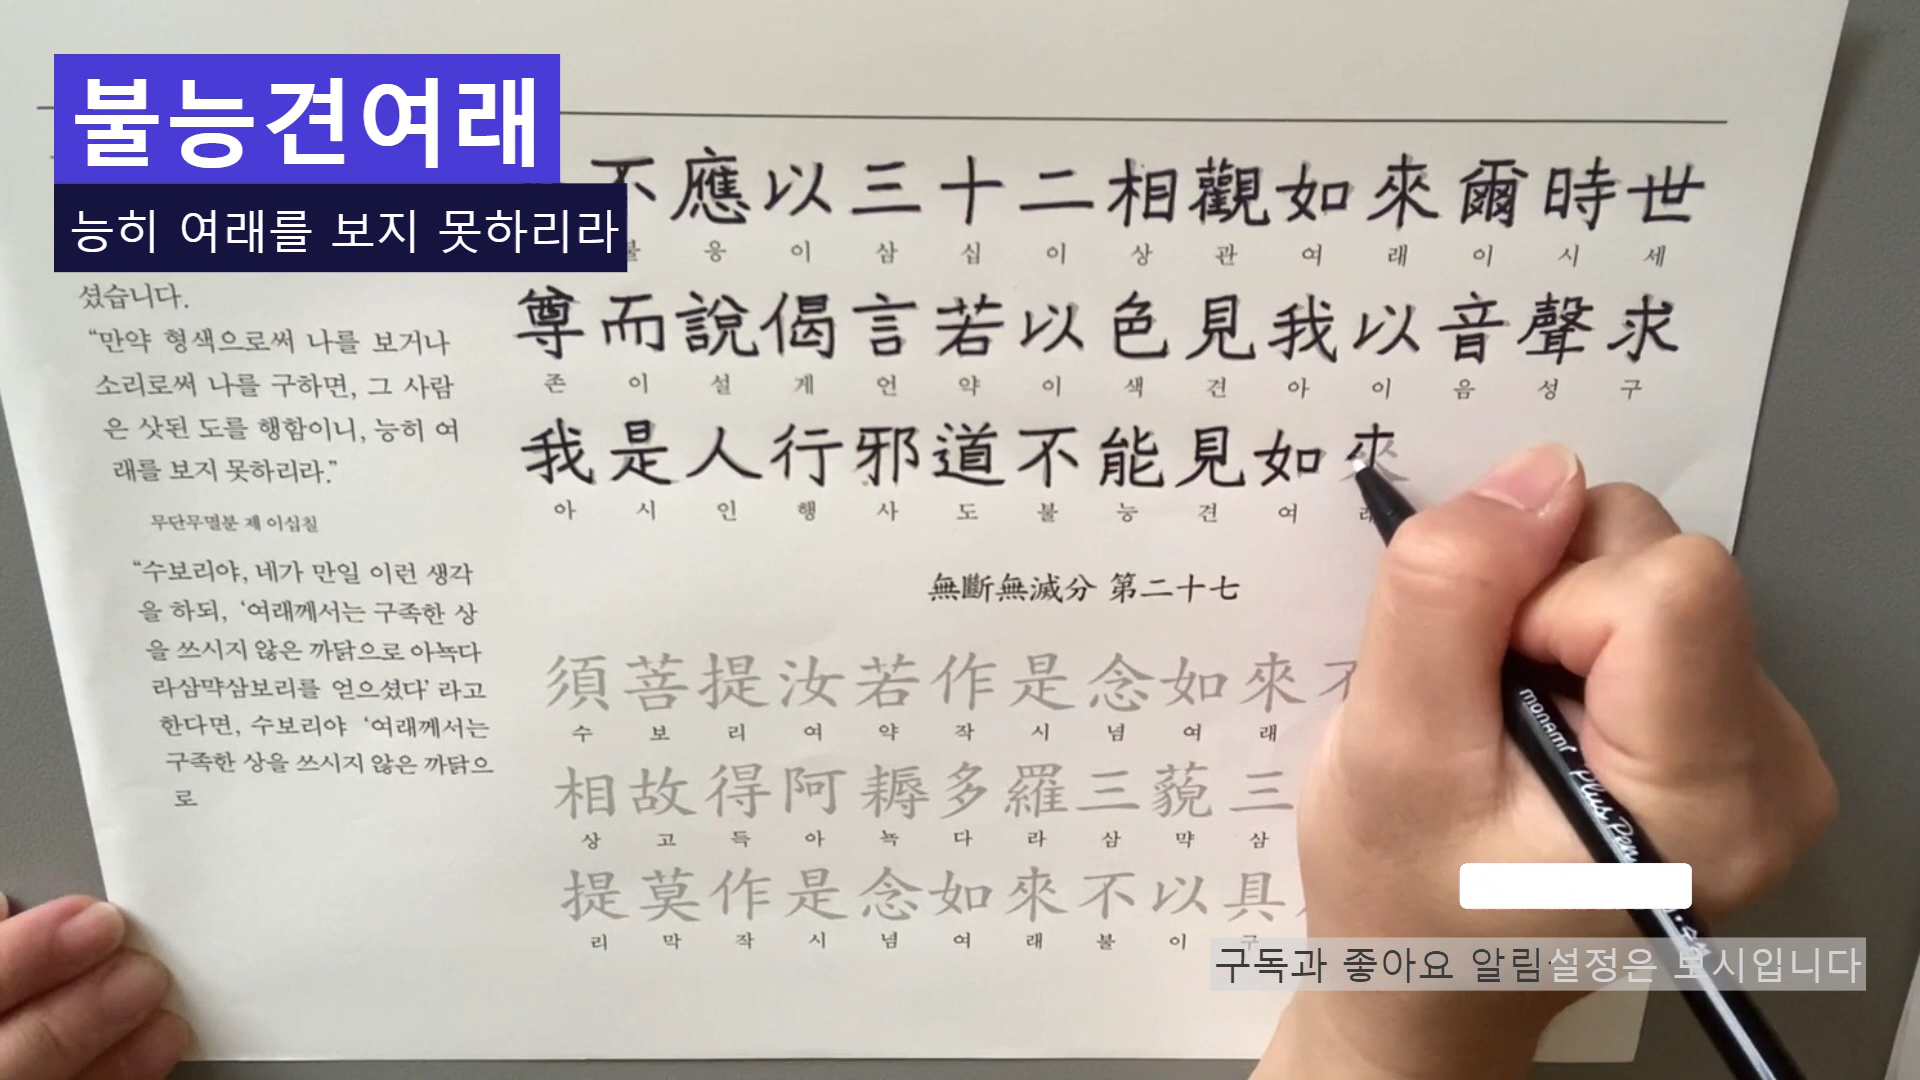 불능견여래
능히 여래를 보지 못하리라
不應以三十二相觀如來爾時世
불 응 이 삼 십 이 상 관 여 래 이 시 세
尊而說偈言若以色見我以音聲求
존 이 설 게 언 약 이 색 견 아 이 음 성 구
我是人行邪道不能見如來
아 시 인 행 사 도 불 능 견 여 래
셨습니다.
“만약 형색으로써 나를 보거나
소리로써 나를 구하면, 그 사람
은 삿된 도를 행함이니, 능히 여
래를 보지 못하리라.”
무단무멸분 제 이십칠
“수보리야, 네가 만일 이런 생각
을 하되, ‘여래께서는 구족한 상
을 쓰시지 않은 까닭으로 아뇩다
라삼먁삼보리를 얻으셨다’ 라고
한다면, 수보리야 ‘여래께서는
구족한 상을 쓰시지 않은 까닭으
로
無斷無滅分 第二十七
須菩提汝若作是念如來不
수 보 리 여 약 작 시 념 여 래
相故得阿耨多羅三藐三
상 고 득 아 뇩 다 라 삼 먁 삼
提莫作是念如來不以具
리 막 작 시 념 여 래 불 이 구
monami Plus Pen
구독과 좋아요 알림설정은 보시입니다